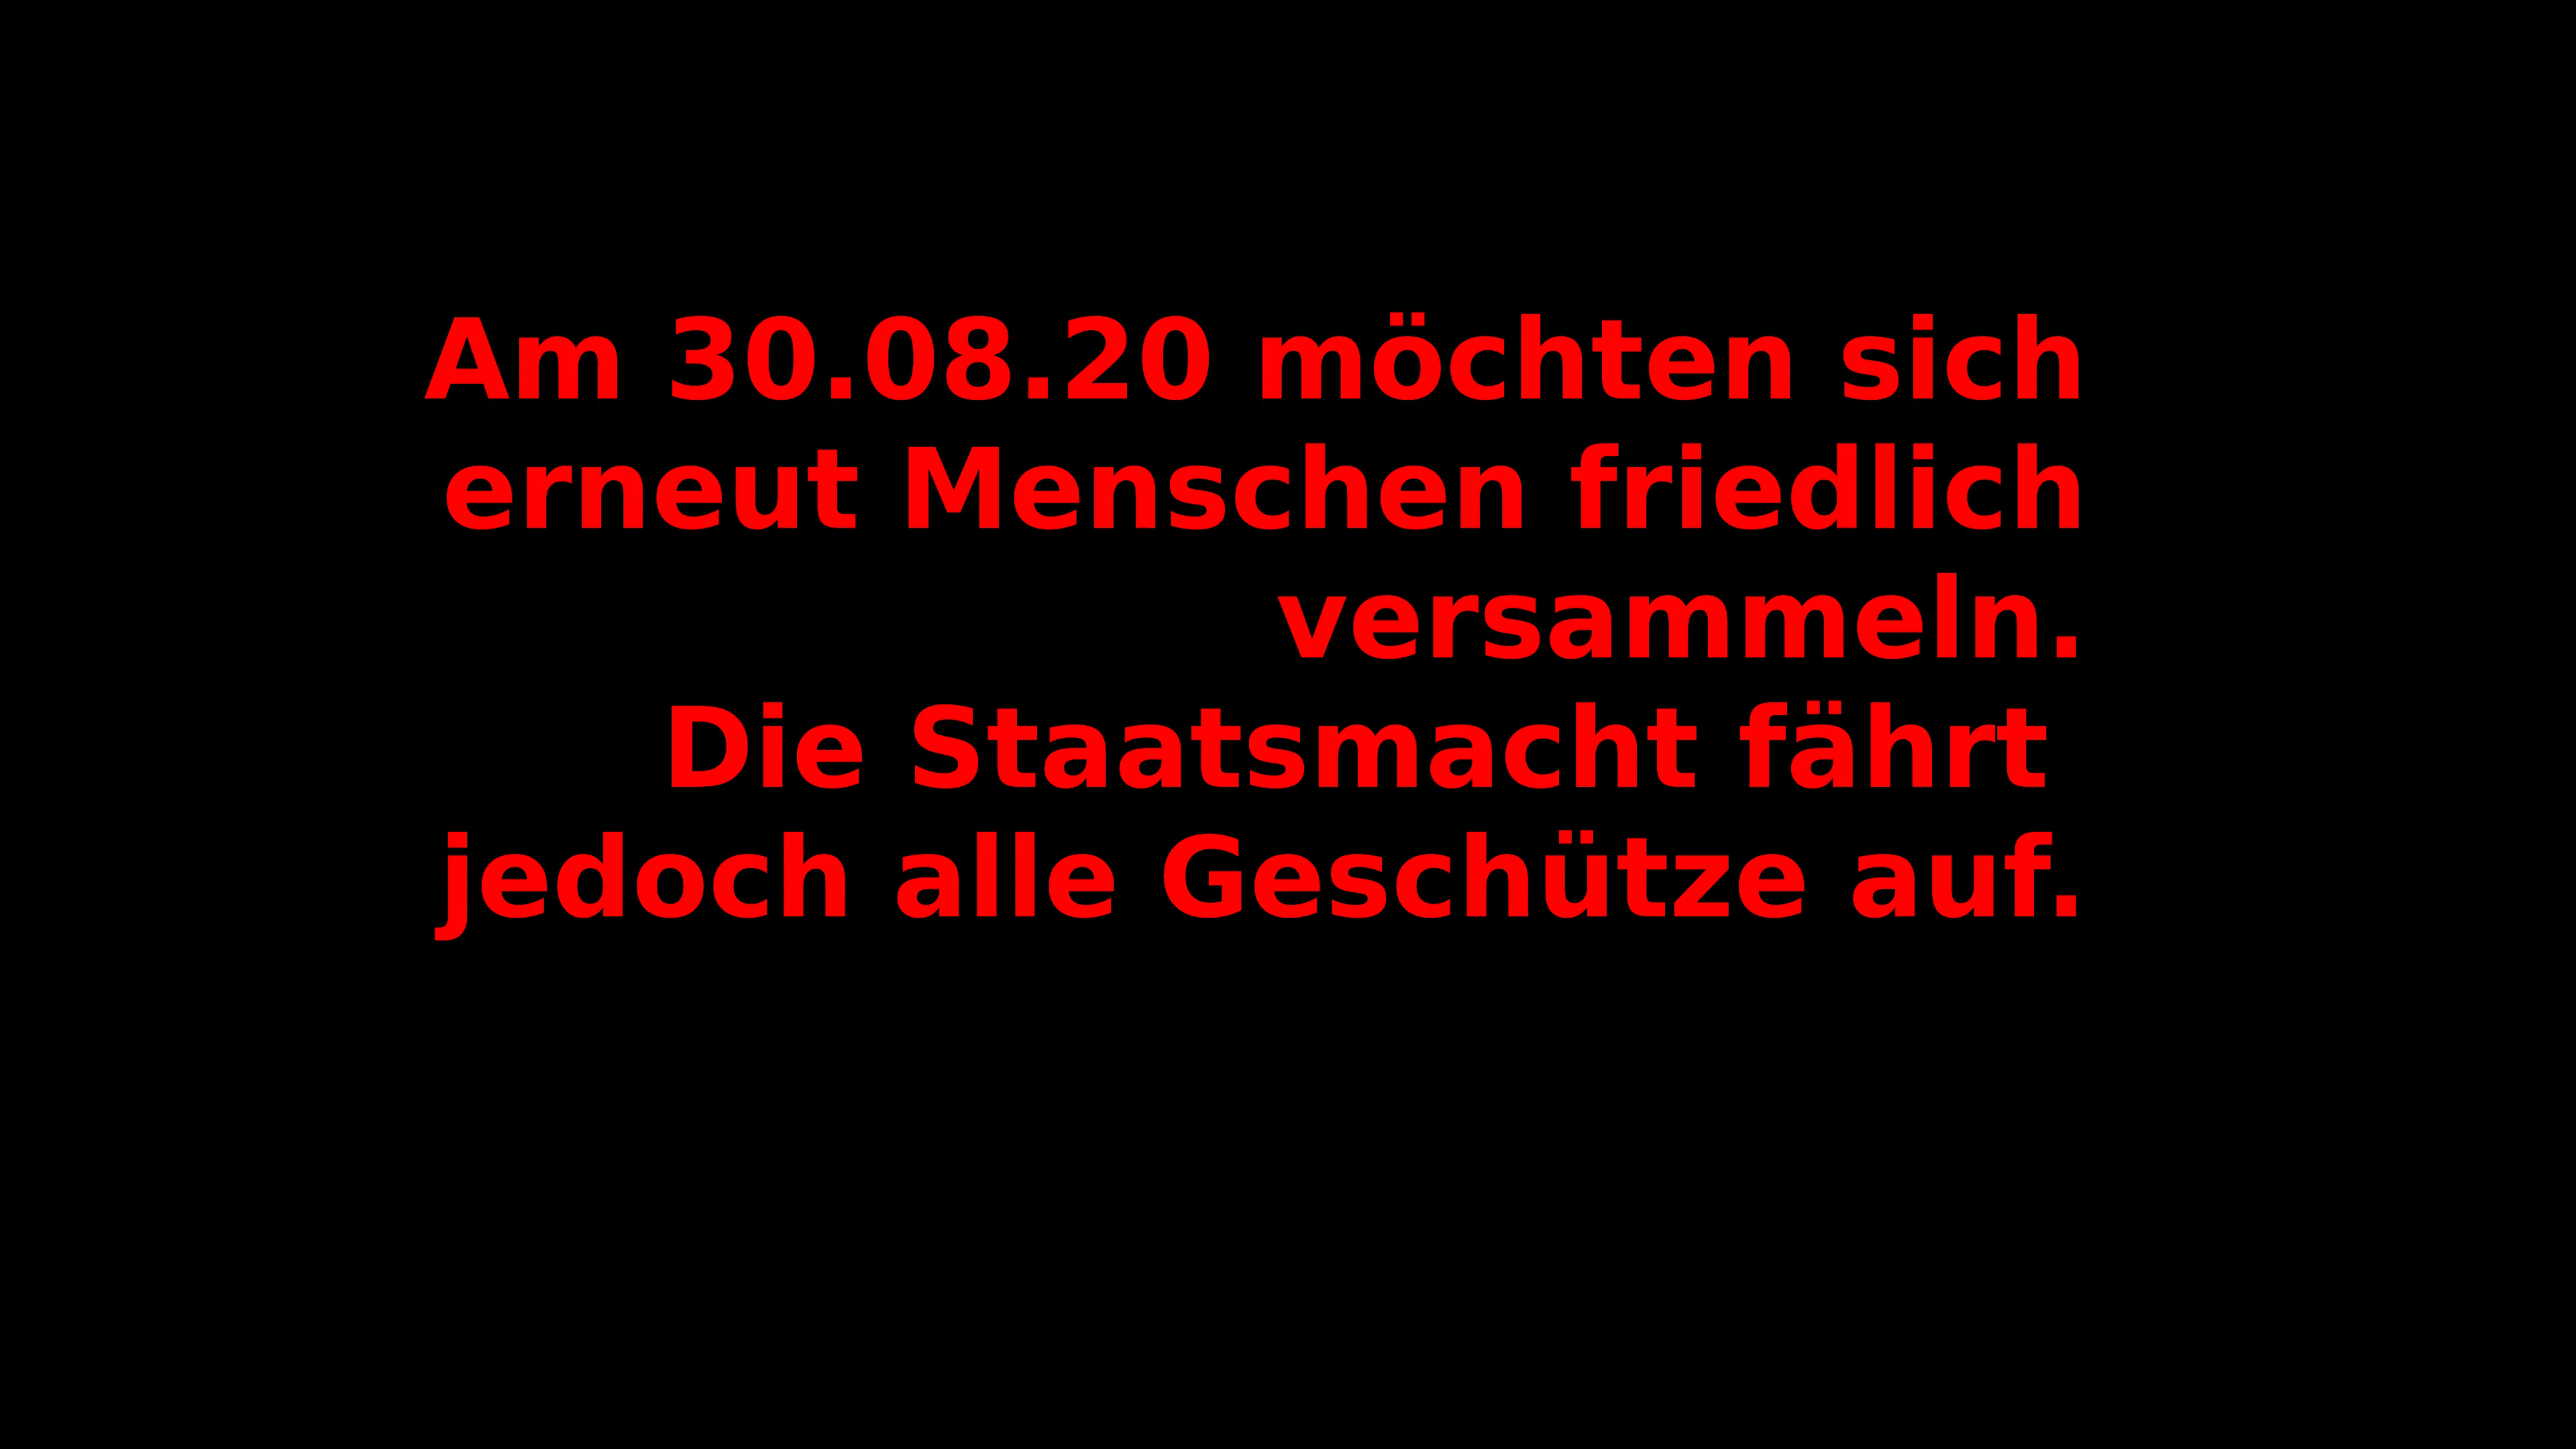 Am 30.08.20 möchten sich
erneut Menschen friedlich
versammeln.
Die Staatsmacht fährt
jedoch alle Geschütze auf.